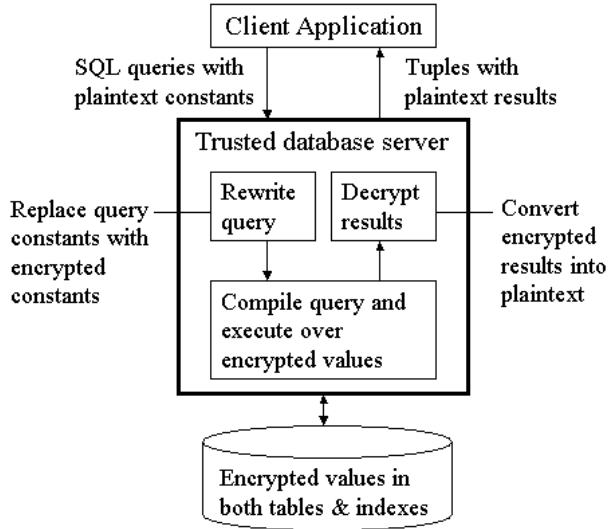 Client Application
SQL queries with
plaintext constants
Tuples with
plaintext results
Trusted database server
Rewrite
query
Decrypt
results
Replace query
constants with
encrypted
constants
Convert
encrypted
results into
plaintext
Compile query and
execute over
encrypted values
Encrypted values in
both tables & indexes